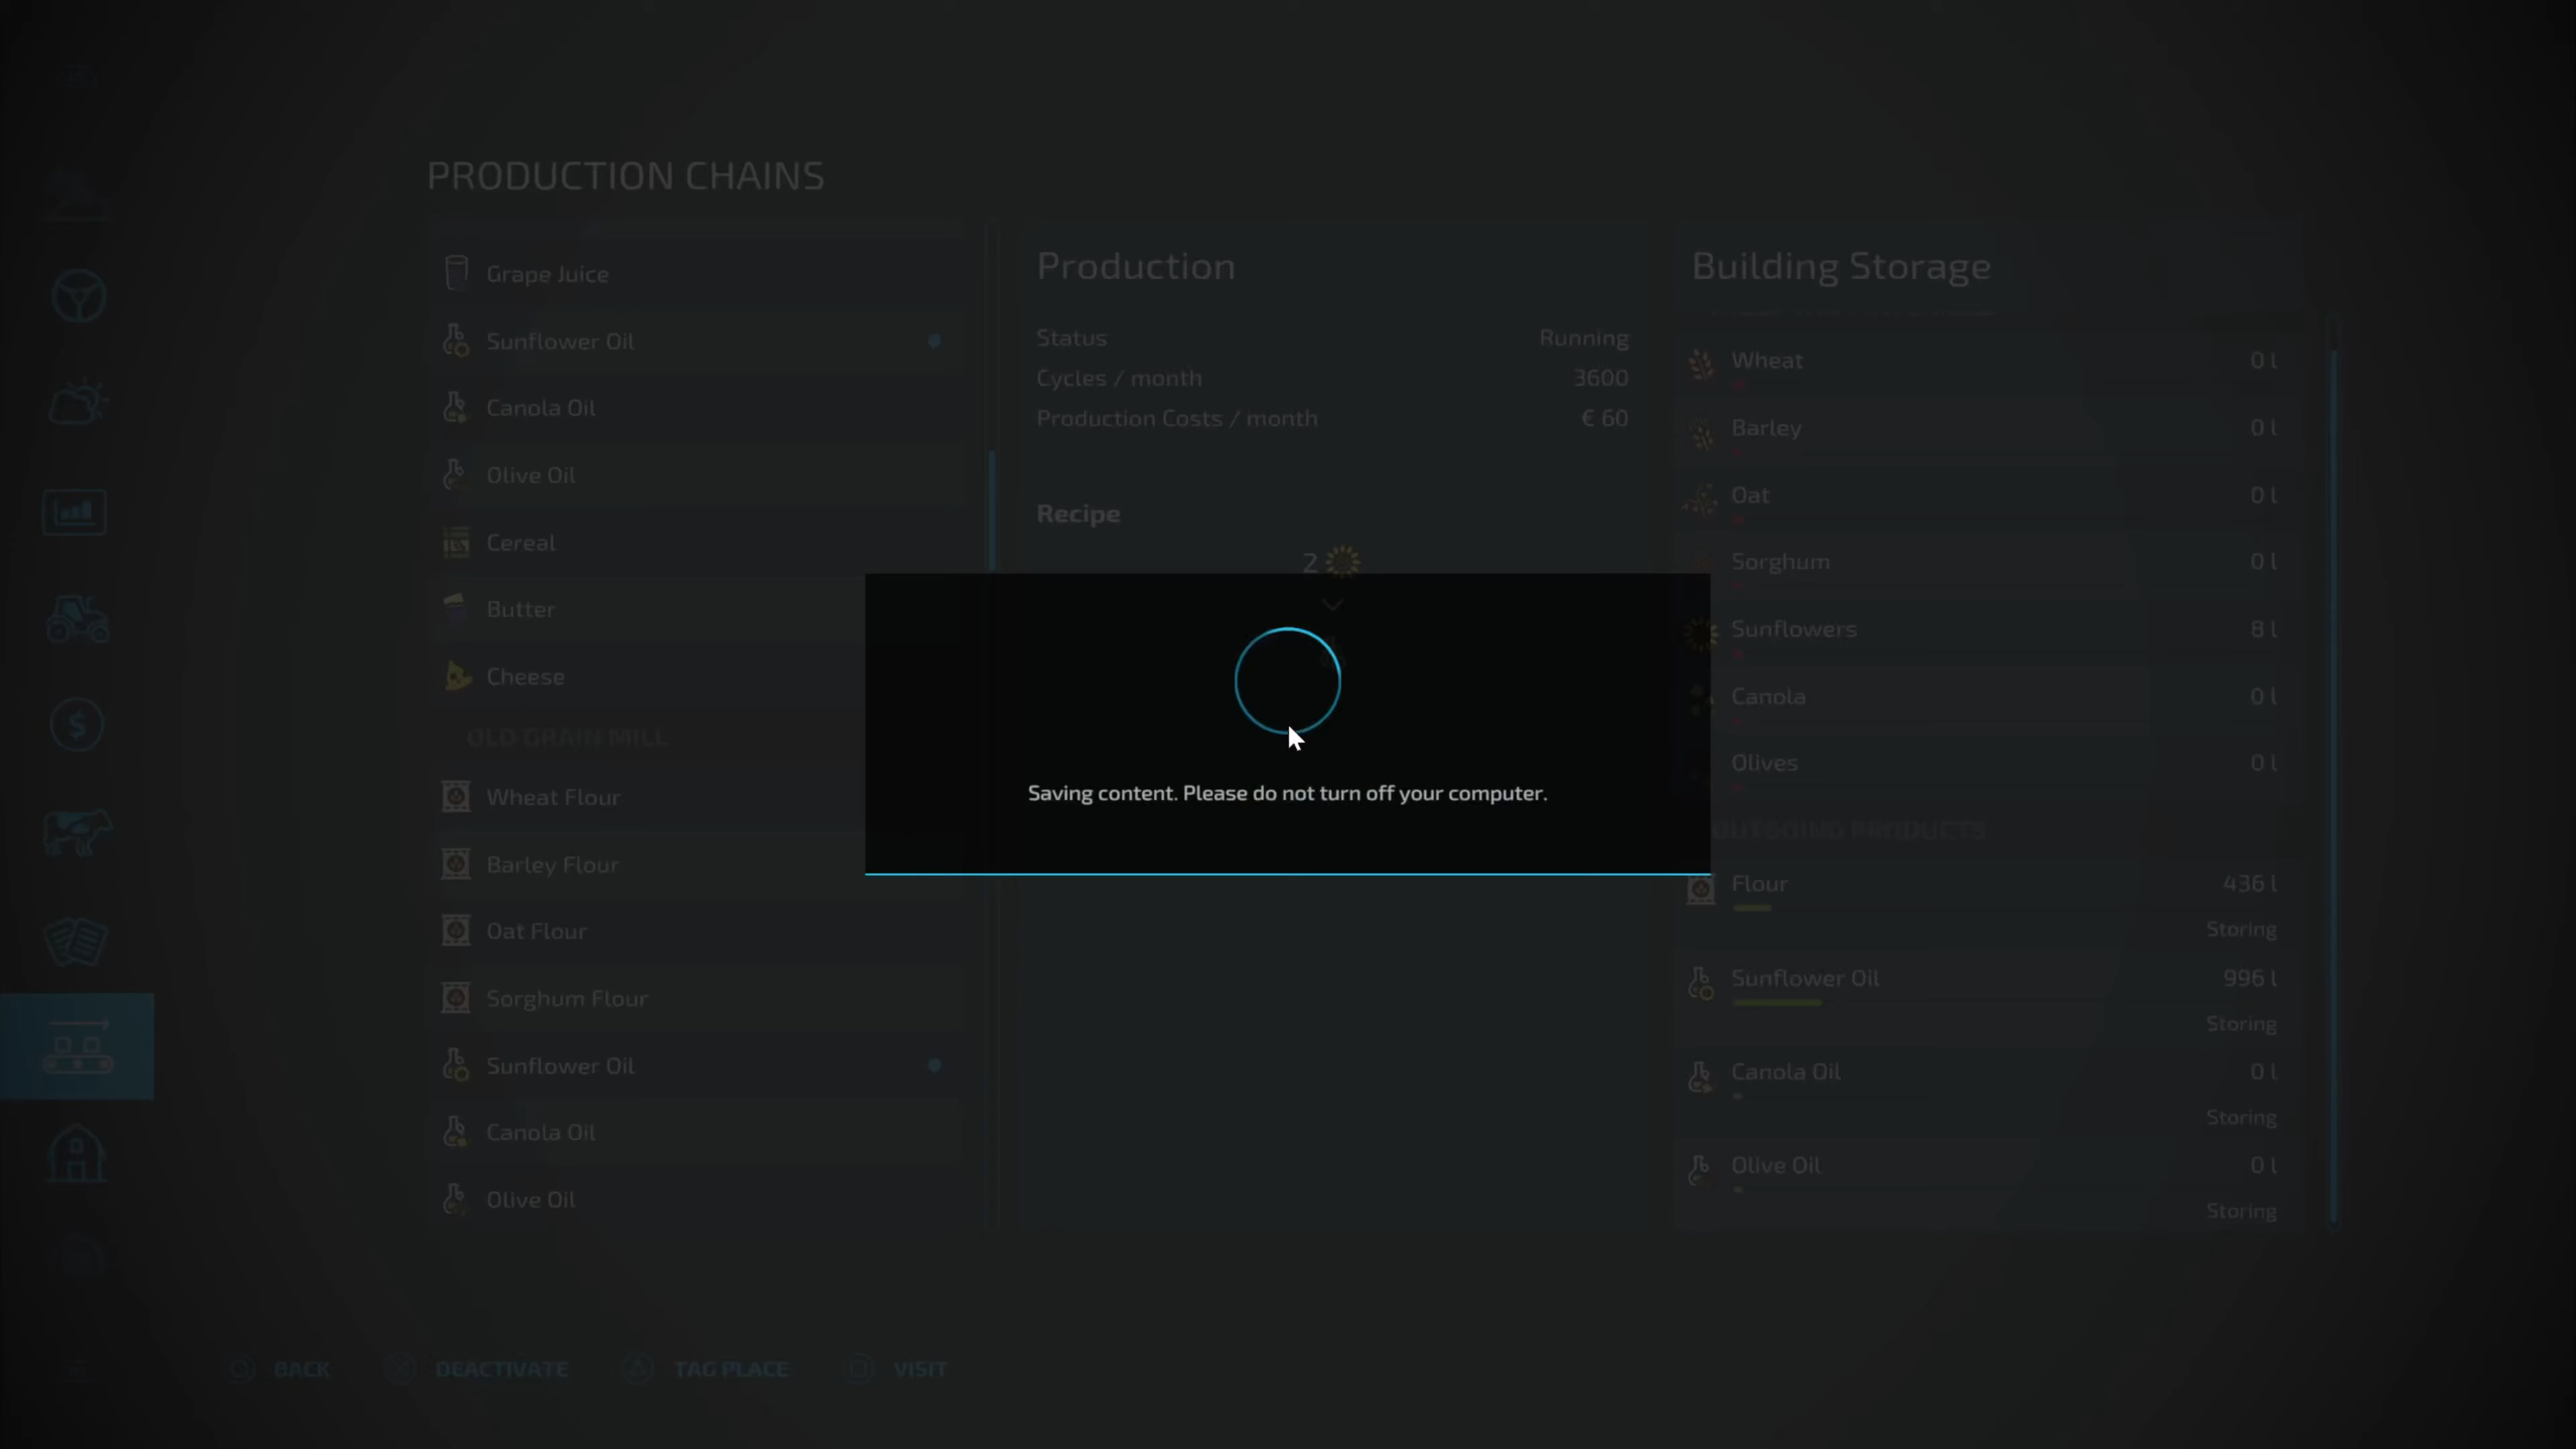 PRODUCTION CHAINS
Grape Juice
Sunflower Oil
Canola Oil
Olive Oil
Cereal
Butter
Cheese
OLD GRAIN MILL
Wheat Flour
Barley Flour
Oat Flour
Sorghum Flour
Sunflower Oil
Canola Oil
Olive Oil
Production
Status Running
Cycles / month 3600
Production Costs / month € 60
Recipe
2
Saving content. Please do not turn off your computer.
Building Storage
Wheat 0 l
Barley 0 l
Oat 0 l
Sorghum 0 l
Sunflowers 8 l
Canola 0 l
Olives 0 l
OUTGOING PRODUCTS
Flour 436 l
Storing
Sunflower Oil 996 l
Storing
Canola Oil 0 l
Storing
Olive Oil 0 l
Storing
BACK DEACTIVATE TAG PLACE VISIT